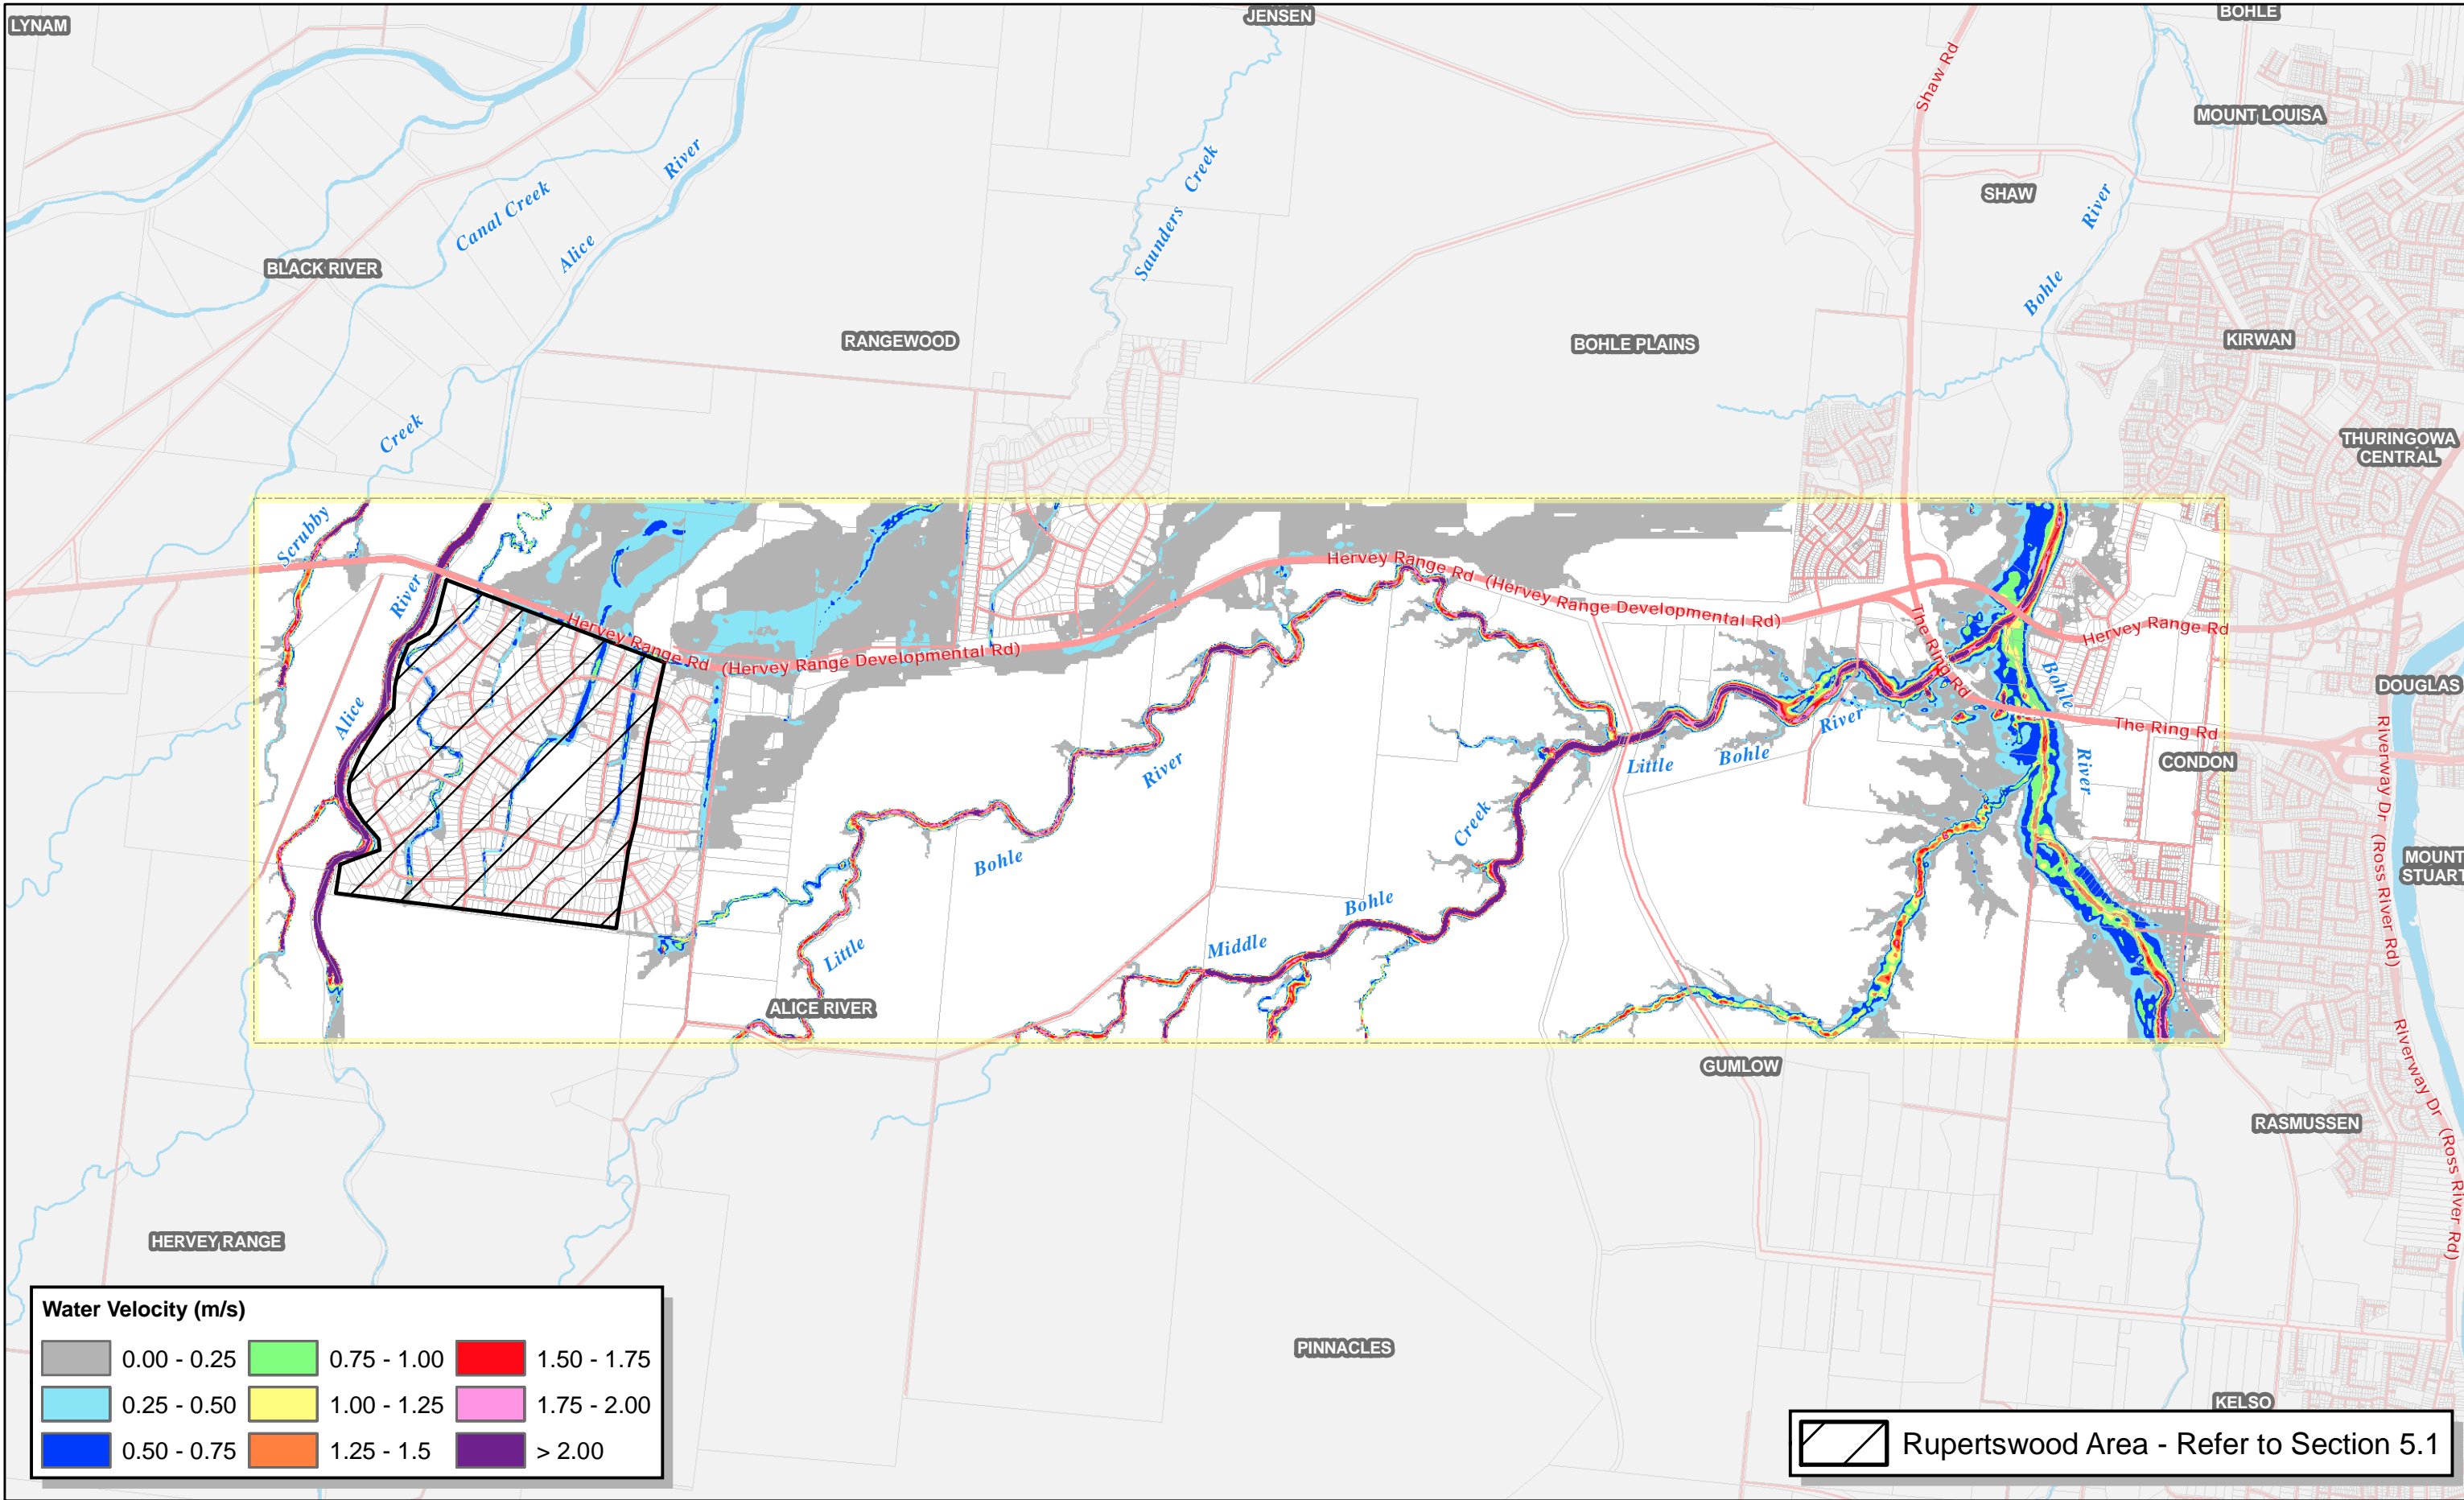 LYNAM
JENSEN
BOHLE
Shaw Rd
MOUNT LOUISA
River
Creek
SHAW
Canal Creek
River
Saunders
Alice
BLACK RIVER
Bohle
RANGEWOOD
BOHLE PLAINS
KIRWAN
Creek
THURINGOWA
CENTRAL
Scrubby
River
Hervey Range Rd (Hervey Range Developmental Rd)
Hervey Range Rd (Hervey Range Developmental Rd)
The Ring Rd
Hervey Range Rd
Bohle
DOUGLAS
Alice
River
The Ring Rd
River
Little
Bohle
River
CONDON
Riverway Dr (Ross River Rd)
Creek
Bohle
MOUNT
STUART
Bohle
Middle
Little
ALICE RIVER
GUMLOW
Riverway Dr (Ross River Rd)
RASMUSSEN
HERVEY RANGE
PINNACLES
KELSO
Water Velocity (m/s)
0.00 - 0.25
0.75 - 1.00
1.50 - 1.75
0.25 - 0.50
1.00 - 1.25
1.75 - 2.00
0.50 - 0.75
1.25 - 1.5
> 2.00
Rupertswood Area - Refer to Section 5.1